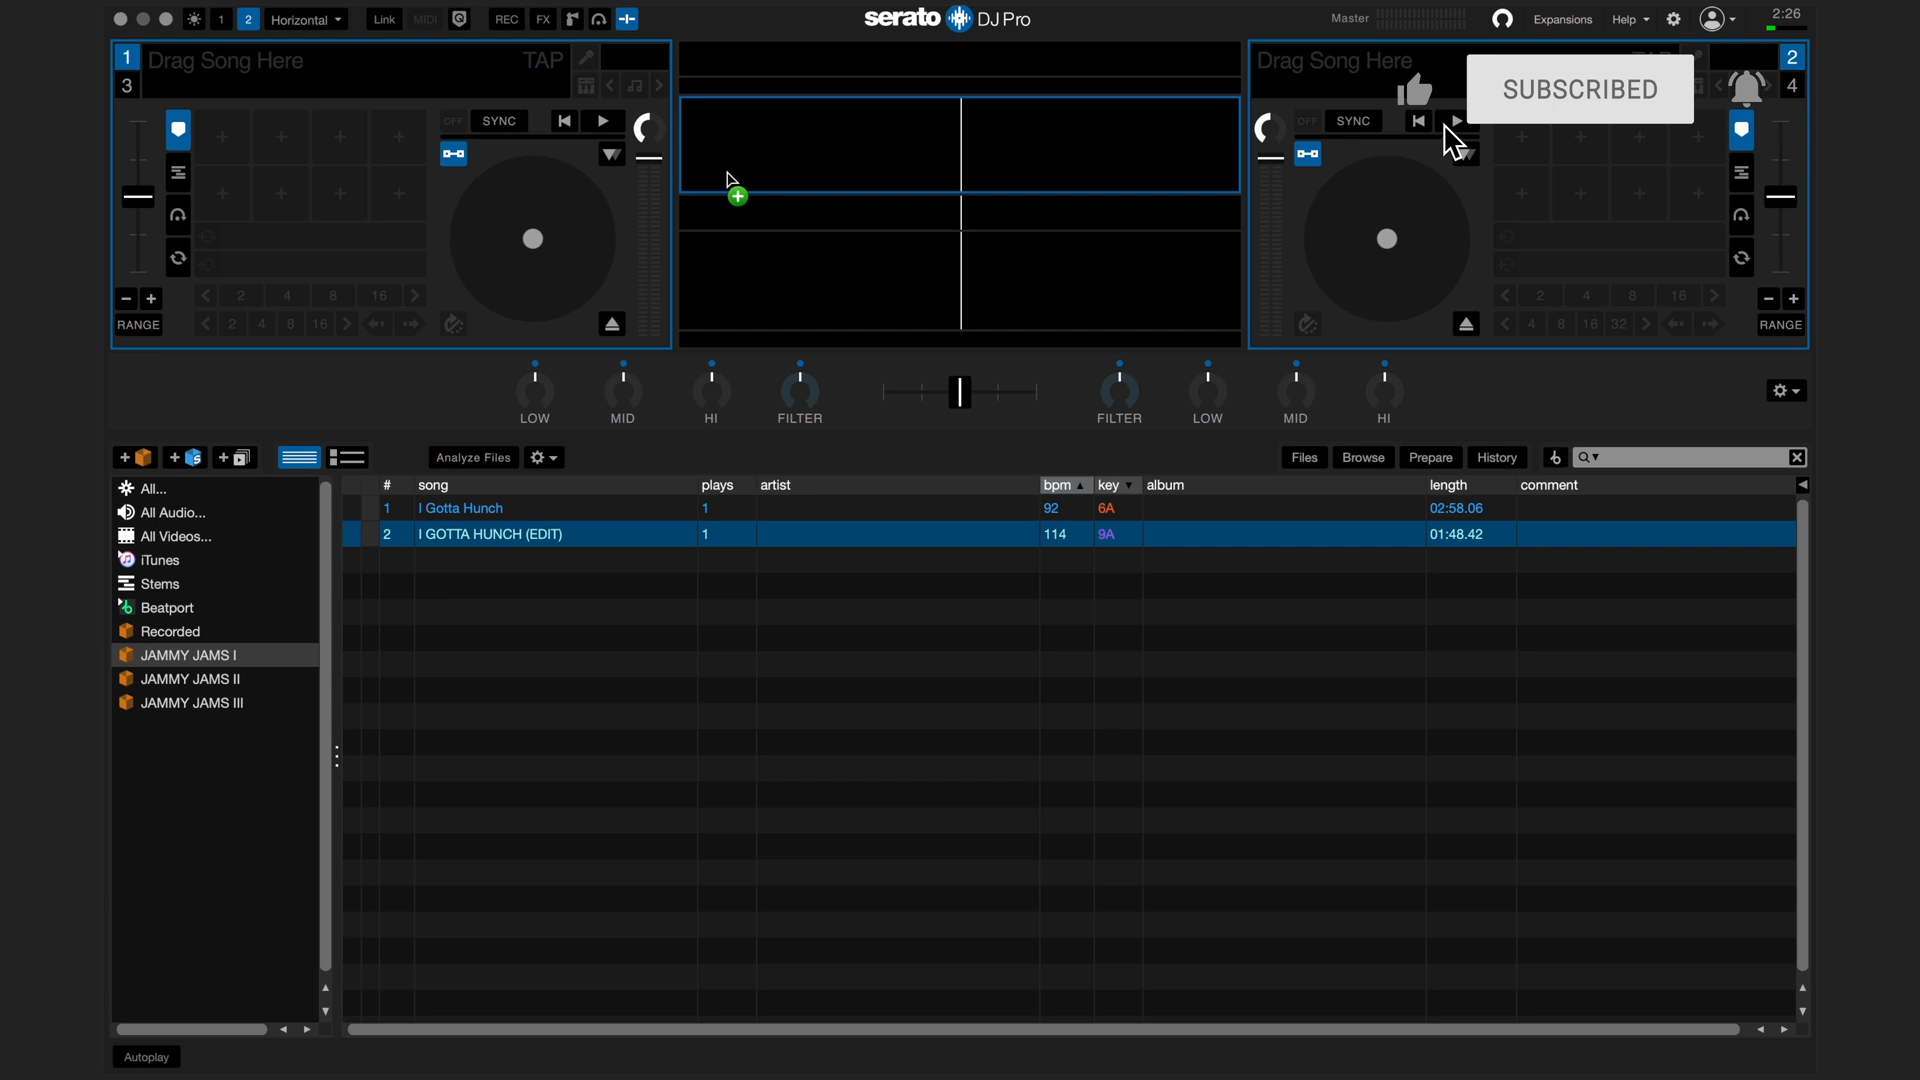 1 2 Horizontal Link MIDI REC FX serato DJ Pro Master Expansions Help 2:26
1 Drag Song Here TAP Drag Song Here TAP 2
3 SUBSCRIBED 4
OFF SYNC OFF SYNC
2 4 8 16 2 4 8 16
RANGE 2 4 8 16 4 8 16 32 RANGE
LOW MID HI FILTER FILTER LOW MID HI
Analyze Files Files Browse Prepare History
# song plays artist bpm key album length comment
1 I Gotta Hunch 1 92 6A 02:58.06
2 I GOTTA HUNCH (EDIT) 1 114 9A 01:48.42
All...
All Audio...
All Videos...
iTunes
Stems
Beatport
Recorded
JAMMY JAMS I
JAMMY JAMS II
JAMMY JAMS III
Autoplay